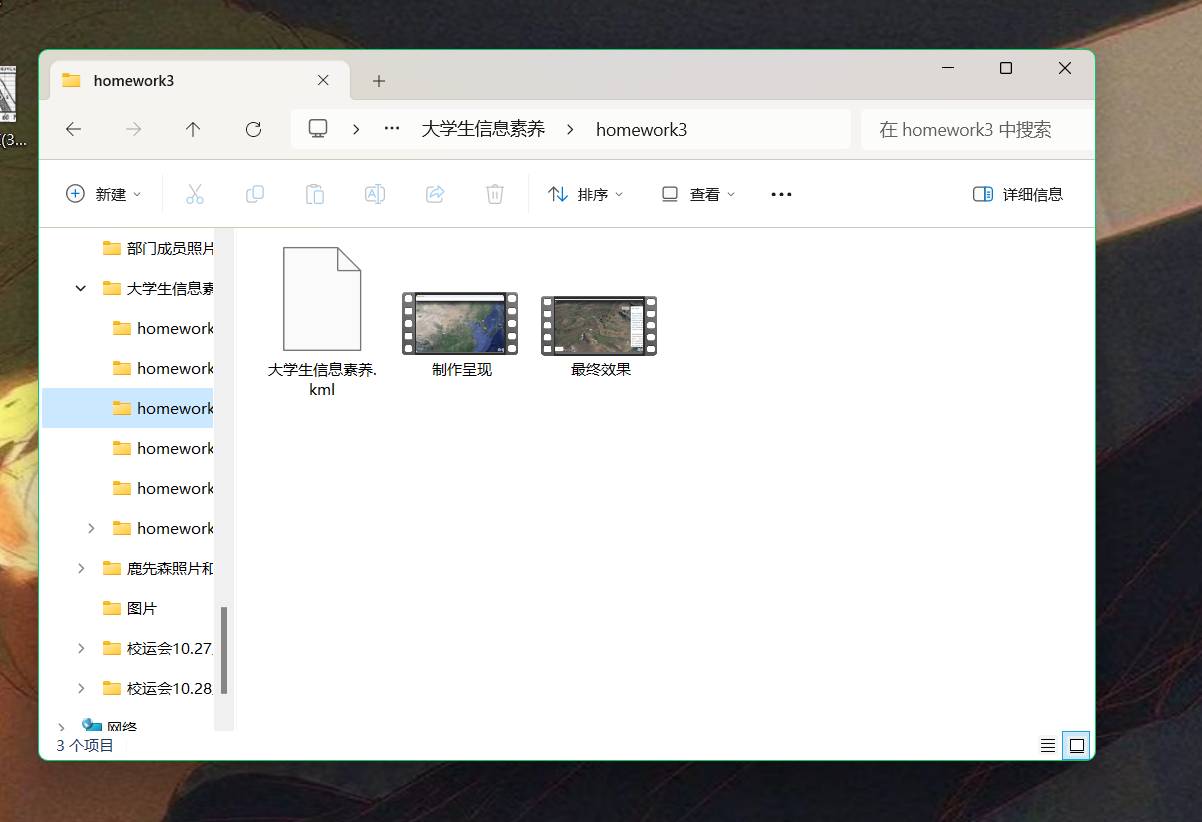 homework3
(3...
大学生信息素养
homework3
在 homework3 中搜索
新建
排序
查看
详细信息
部门成员照片
大学生信息素
homework
homework
homework
homework
homework
homework
鹿先森照片和
图片
校运会10.27
校运会10.28
网络
大学生信息素养.
kml
制作呈现
最终效果
3 个项目